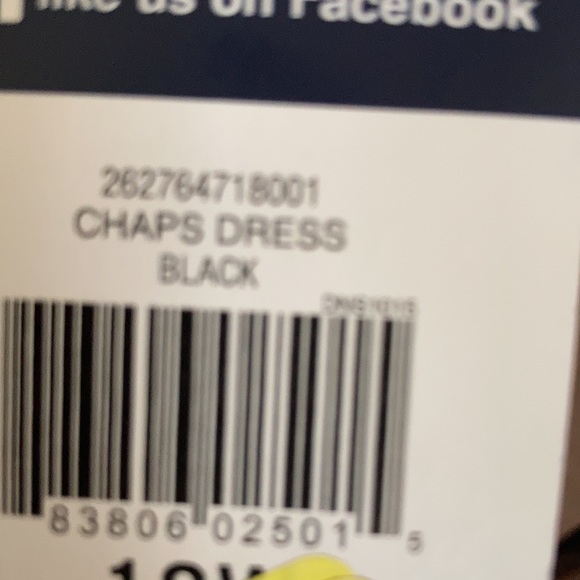 like us on Facebook
262764718001
CHAPS DRESS
BLACK
83806 02501 5